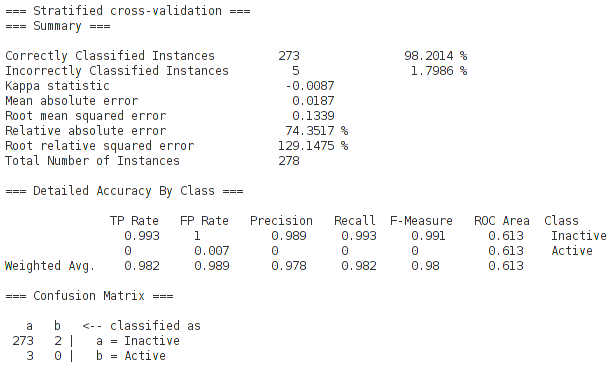 === Stratified cross-validation ===
=== Summary ===
Correctly Classified Instances 273 98.2014 %
Incorrectly Classified Instances 5 1.7986 %
Kappa statistic -0.0087
Mean absolute error 0.0187
Root mean squared error 0.1339
Relative absolute error 74.3517 %
Root relative squared error 129.1475 %
Total Number of Instances 278
=== Detailed Accuracy By Class ===
TP Rate FP Rate Precision Recall F-Measure ROC Area Class
0.993 1 0.989 0.993 0.991 0.613 Inactive
0 0.007 0 0 0 0.613 Active
Weighted Avg. 0.982 0.989 0.978 0.982 0.98 0.613
=== Confusion Matrix ===
a b <-- classified as
273 2 | a = Inactive
3 0 | b = Active